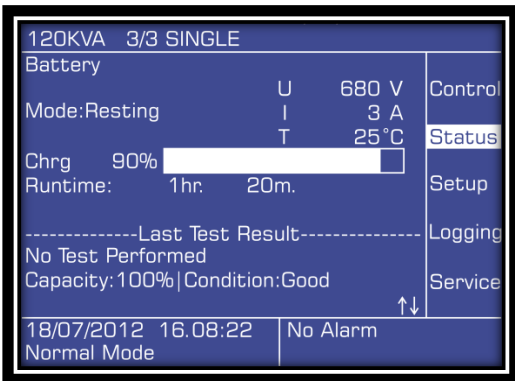 120KVA 3/3 SINGLE
Battery
U 680 V
Mode:Resting I 3 A
T 25°C
Chrg 90%
Runtime: 1hr. 20m.
--------------Last Test Result--------------
No Test Performed
Capacity:100%|Condition:Good
↑↓
Control
Status
Setup
Logging
Service
18/07/2012 16.08:22
Normal Mode
No Alarm